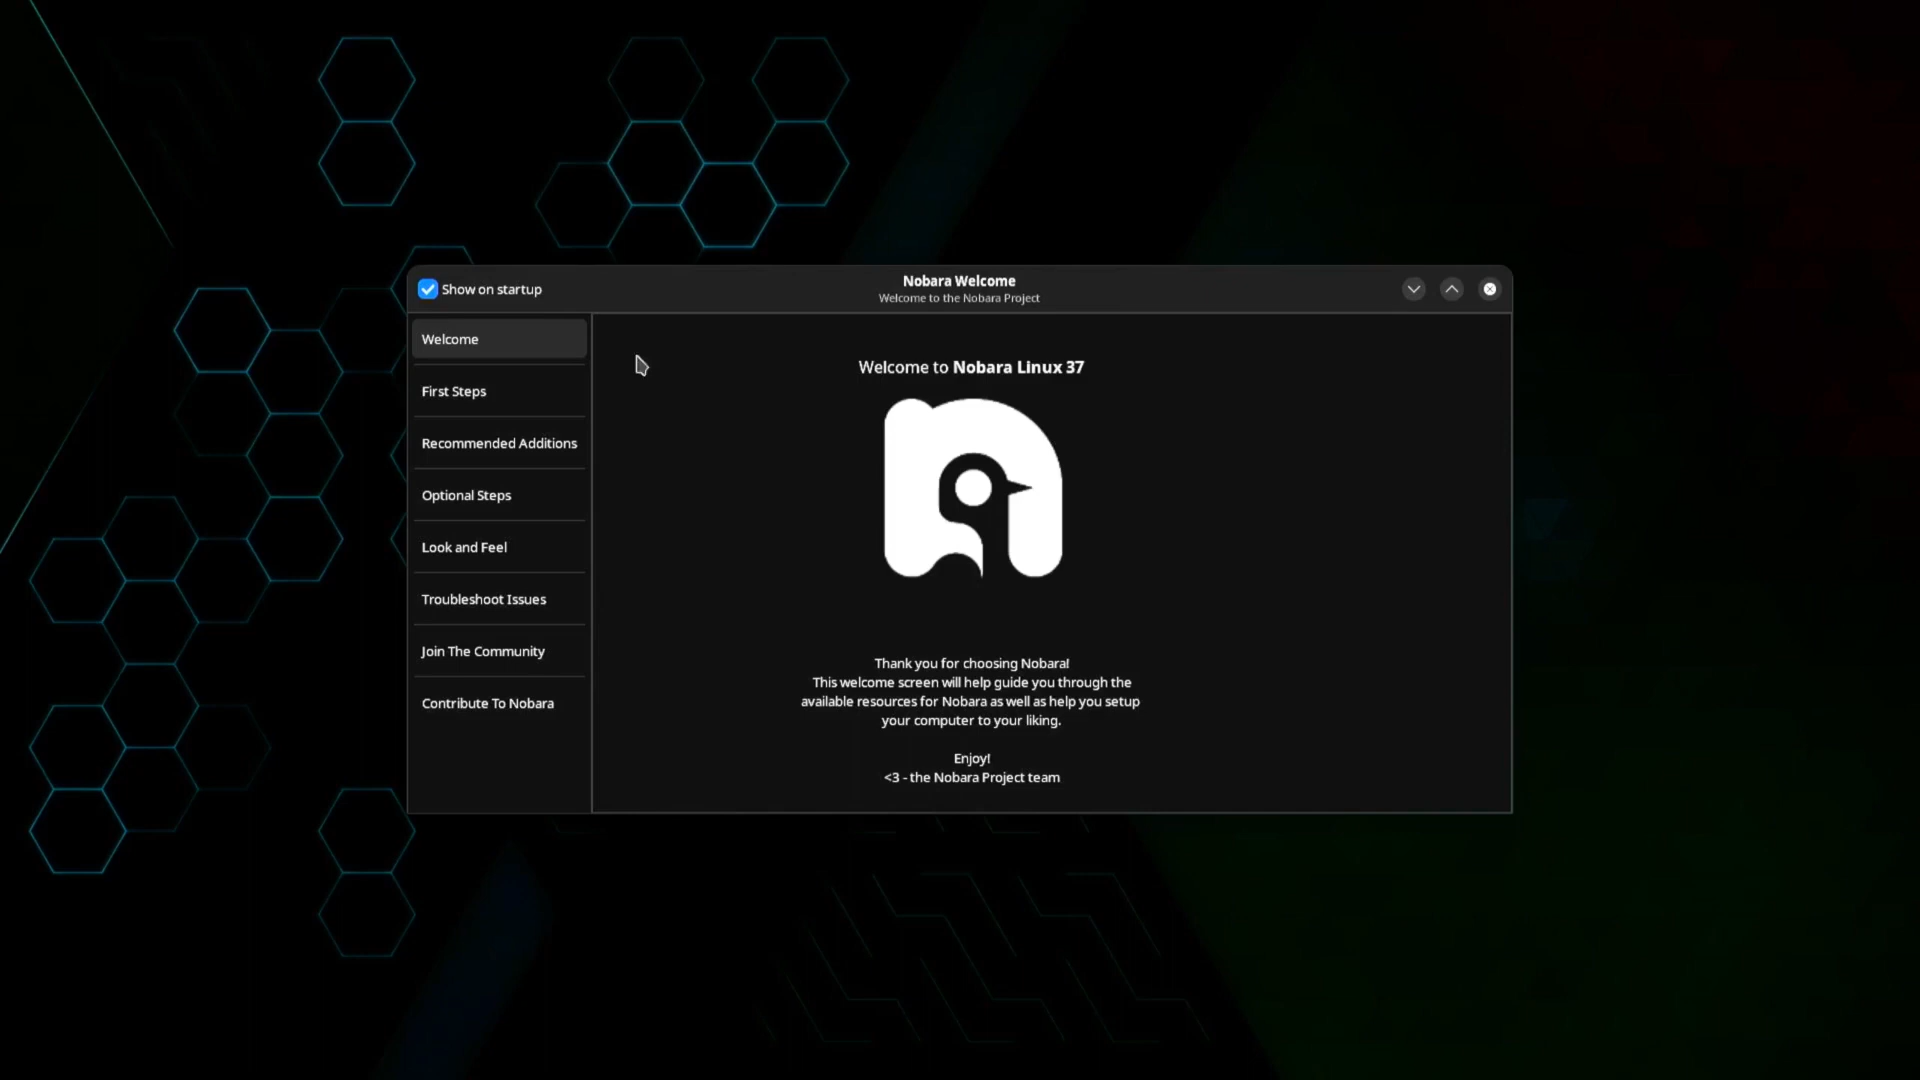 Show on startup
Nobara Welcome
Welcome to the Nobara Project
Welcome
First Steps
Recommended Additions
Optional Steps
Look and Feel
Troubleshoot Issues
Join The Community
Contribute To Nobara
Welcome to Nobara Linux 37
Thank you for choosing Nobara!
This welcome screen will help guide you through the
available resources for Nobara as well as help you setup
your computer to your liking.
Enjoy!
<3 - the Nobara Project team